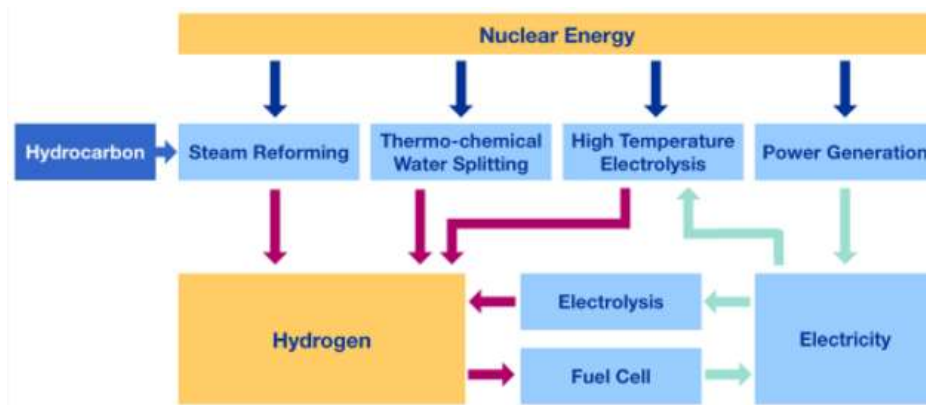 Nuclear Energy
Hydrocarbon
Steam Reforming
Thermo-chemical
Water Splitting
High Temperature
Electrolysis
Power Generation
Hydrogen
Electrolysis
Fuel Cell
Electricity